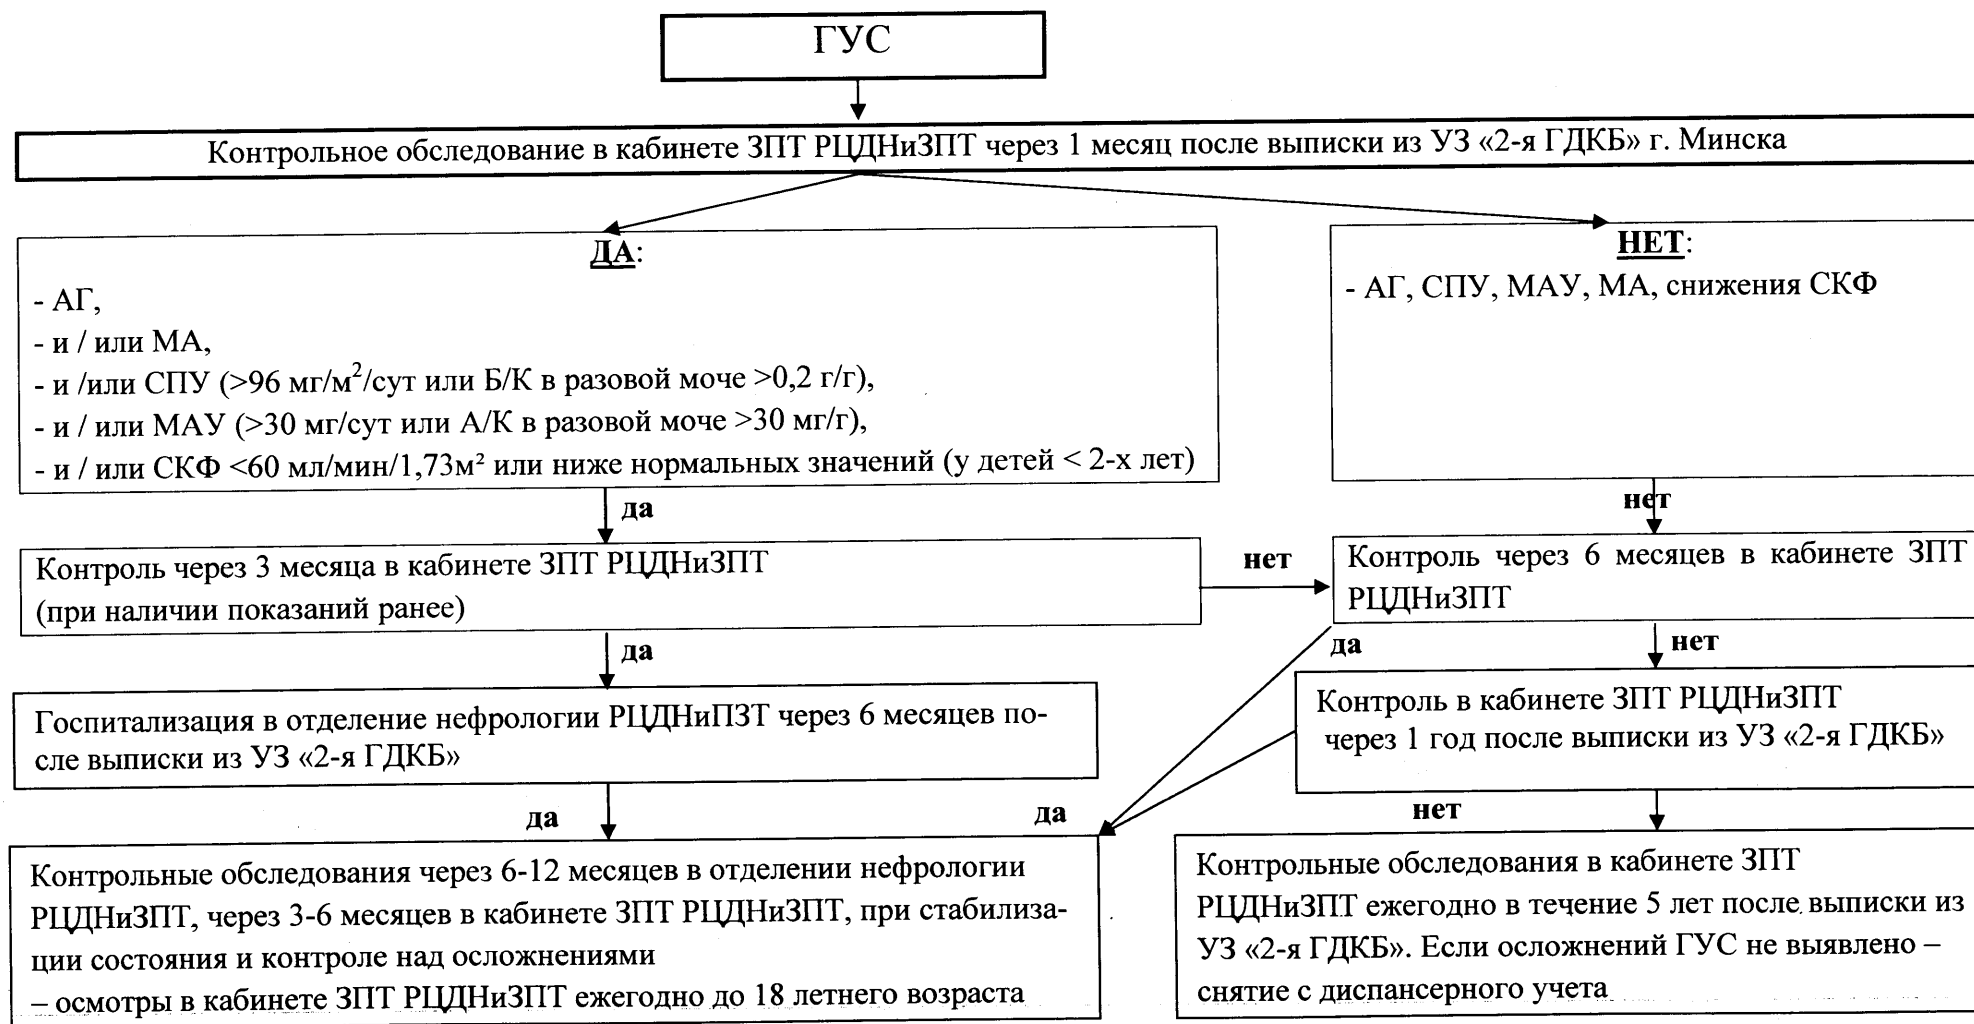 ГУС
Контрольное обследование в кабинете ЗПТ РЦДНиЗПТ через 1 месяц после выписки из УЗ «2-я ГДКБ» г. Минска
ДА:
- АГ,
- и / или МА,
- и /или СПУ (>96 мг/м²/сут или Б/К в разовой моче >0,2 г/г),
- и / или МАУ (>30 мг/сут или А/К в разовой моче >30 мг/г),
- и / или СКФ <60 мл/мин/1,73м² или ниже нормальных значений (у детей < 2-х лет)
НЕТ:
- АГ, СПУ, МАУ, МА, снижения СКФ
да
нет
Контроль через 3 месяца в кабинете ЗПТ РЦДНиЗПТ
(при наличии показаний ранее)
нет
Контроль через 6 месяцев в кабинете ЗПТ
РЦДНиЗПТ
да
да
нет
Госпитализация в отделение нефрологии РЦДНиПЗТ через 6 месяцев по-
сле выписки из УЗ «2-я ГДКБ»
Контроль в кабинете ЗПТ РЦДНиЗПТ
через 1 год после выписки из УЗ «2-я ГДКБ»
да
да
нет
Контрольные обследования через 6-12 месяцев в отделении нефрологии
РЦДНиЗПТ, через 3-6 месяцев в кабинете ЗПТ РЦДНиЗПТ, при стабилиза-
ции состояния и контроле над осложнениями
– осмотры в кабинете ЗПТ РЦДНиЗПТ ежегодно до 18 летнего возраста
Контрольные обследования в кабинете ЗПТ
РЦДНиЗПТ ежегодно в течение 5 лет после выписки из
УЗ «2-я ГДКБ». Если осложнений ГУС не выявлено –
снятие с диспансерного учета